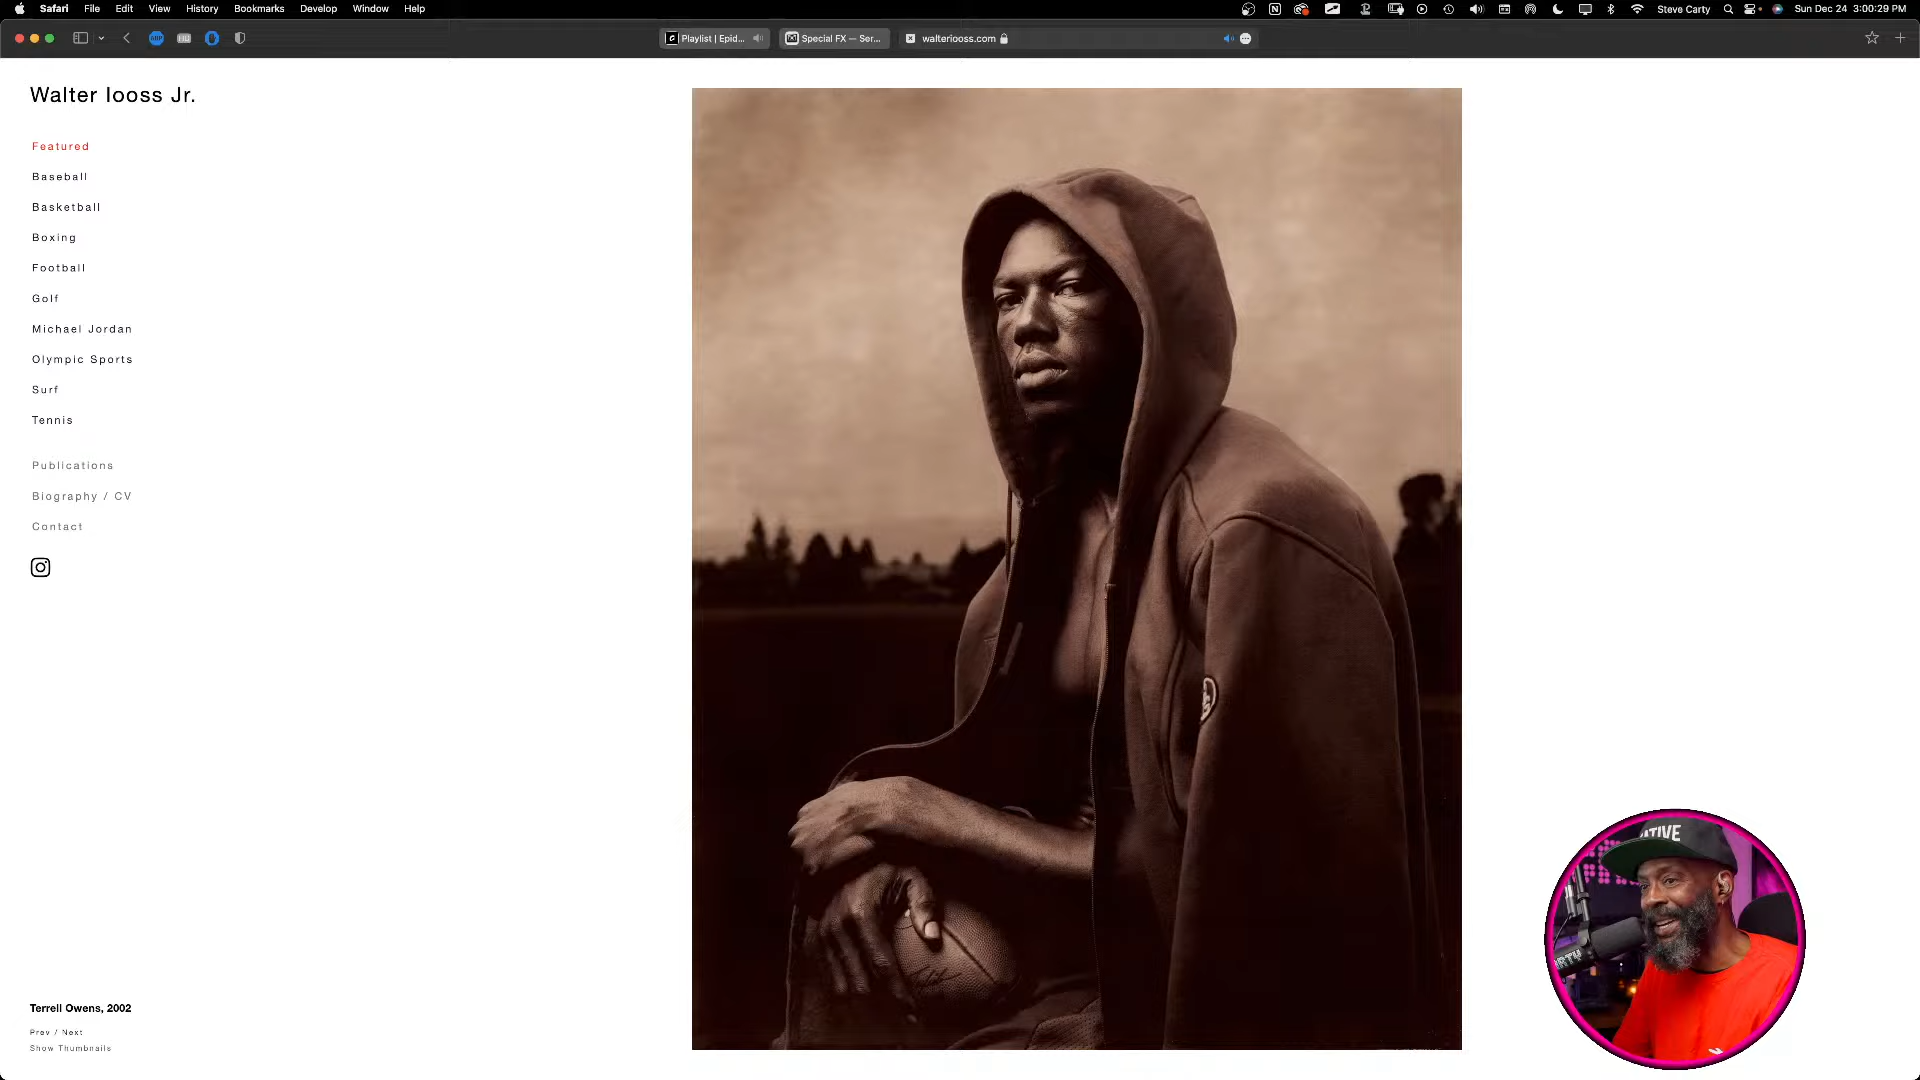 Safari File Edit View History Bookmarks Develop Window Help Steve Carty Sun Dec 24 3:00:29 PM
ABP Playlist | Epid... Special FX — Ser... walteriooss.com
Walter Iooss Jr.
Featured
Baseball
Basketball
Boxing
Football
Golf
Michael Jordan
Olympic Sports
Surf
Tennis
Publications
Biography / CV
Contact
Terrell Owens, 2002
Prev / Next
Show Thumbnails